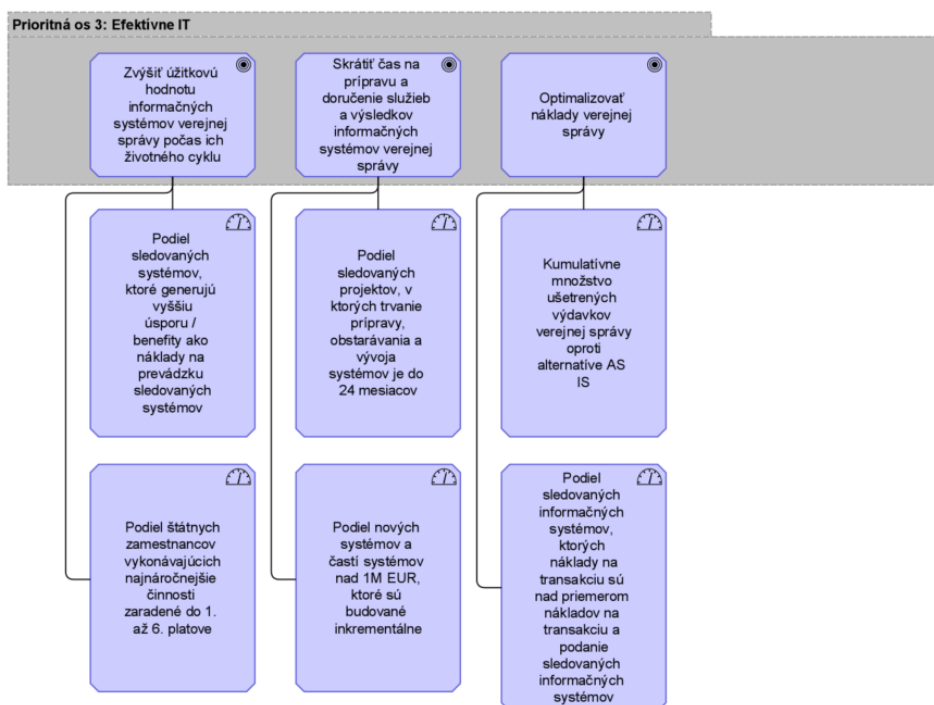 Prioritná os 3: Efektívne IT
Zvýšiť úžitkovú
hodnotu
informačných
systémov verejnej
správy počas ich
životného cyklu
Skrátiť čas na
prípravu a
doručenie služieb
a výsledkov
informačných
systémov verejnej
správy
Optimalizovať
náklady verejnej
správy
Podiel
sledovaných
systémov,
ktoré generujú
vyššiu
úsporu /
benefity ako
náklady na
prevádzku
sledovaných
systémov
Podiel
sledovaných
projektov, v
ktorých trvanie
prípravy,
obstarávania a
vývoja
systémov je do
24 mesiacov
Kumulatívne
množstvo
ušetrených
výdavkov
verejnej správy
oproti
alternatíve AS
IS
Podiel štátnych
zamestnancov
vykonávajúcich
najnáročnejšie
činnosti
zaradené do 1.
až 6. platove
Podiel nových
systémov a
častí systémov
nad 1M EUR,
ktoré sú
budované
inkrementálne
Podiel
sledovaných
informačných
systémov,
ktorých
náklady na
transakciu sú
nad priemerom
nákladov na
transakciu a
podanie
sledovaných
informačných
systémov